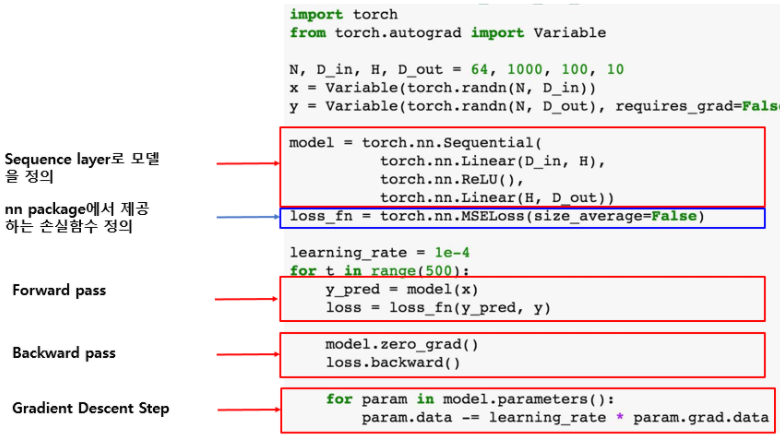 import torch
from torch.autograd import Variable
N, D_in, H, D_out = 64, 1000, 100, 10
x = Variable(torch.randn(N, D_in))
y = Variable(torch.randn(N, D_out), requires_grad=Fals
Sequence layer로 모델
을 정의
model = torch.nn.Sequential(
torch.nn.Linear(D_in, H),
torch.nn.ReLU(),
torch.nn.Linear(H, D_out))
nn package에서 제공
하는 손실함수 정의
loss_fn = torch.nn.MSELoss(size_average=False)
learning_rate = 1e-4
for t in range(500):
Forward pass
y_pred = model(x)
loss = loss_fn(y_pred, y)
Backward pass
model.zero_grad()
loss.backward()
Gradient Descent Step
for param in model.parameters():
param.data -= learning_rate * param.grad.data